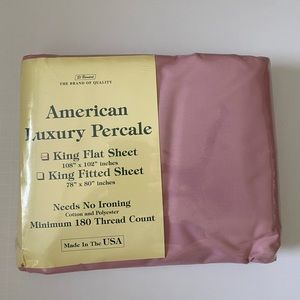 THE BRAND OF QUALITY
American
Luxury Percale
King Flat Sheet
108" x 102" inches
King Fitted Sheet
78" x 80" inches
Needs No Ironing
Cotton and Polyester
Minimum 180 Thread Count
Made In The USA